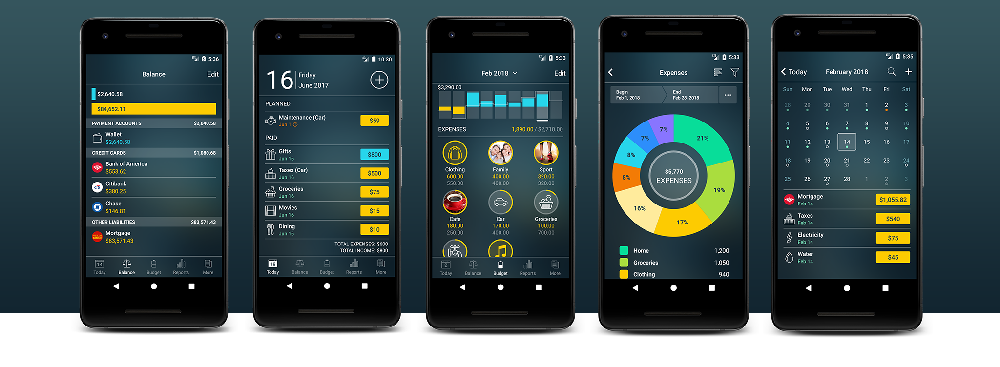 LTE 5:36
Balance
Edit
$2,640.58
$84,652.11
PAYMENT ACCOUNTS $2,640.58
Wallet
$2,640.58
CREDIT CARDS $1,080.68
Bank of America
$553.62
citi
Citibank
$380.25
Chase
$146.81
OTHER LIABILITIES $83,571.43
WELLS
FARGO
Mortgage
$83,571.43
14
Today Balance Budget Reports More
4G 10:30
16
Friday
June 2017
PLANNED
Maintenance (Car) $59
Jun 1
PAID
Gifts $800
Jun 16
Taxes (Car) $500
Jun 16
Groceries $75
Jun 16
Movies $15
Jun 16
Dining $10
Jun 16
TOTAL EXPENSES: $600
TOTAL INCOME: $800
18
Today Balance Budget Reports More
LTE 5:33
Feb 2018 Edit
$3,290.00
EXPENSES 1,890.00 / $2,710.00
Clothing Family Sport
600.00 400.00 320.00
550.00 400.00 320.00
Cafe Car Groceries
180.00 170.00 100.00
250.00 400.00 700.00
2
Today Balance Budget Reports More
LTE 5:33
Expenses
Begin
Feb 1, 2018
End
Feb 28, 2018
7%
21%
7%
8%
8%
19%
16%
17%
$5,770
EXPENSES
Home 1,200
Groceries 1,050
Clothing 940
LTE 5:35
Today February 2018
Sun Mon Tue Wed Thu Fri Sat
28 29 30 31 1 2 3
4 5 6 7 8 9 10
11 12 13 14 15 16 17
18 19 20 21 22 23 24
25 26 27 28 1 2 3
Mortgage $1,055.82
Feb 14
Taxes $540
Feb 14
Electricity $75
Feb 14
Water $45
Feb 14